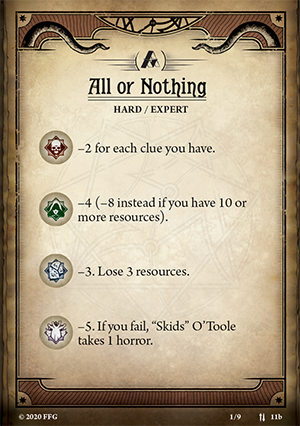 All or Nothing
HARD / EXPERT
–2 for each clue you have.
–4 (–8 instead if you have 10 or
more resources).
–3. Lose 3 resources.
–5. If you fail, “Skids” O’Toole
takes 1 horror.
© 2020 FFG 1/9 11b